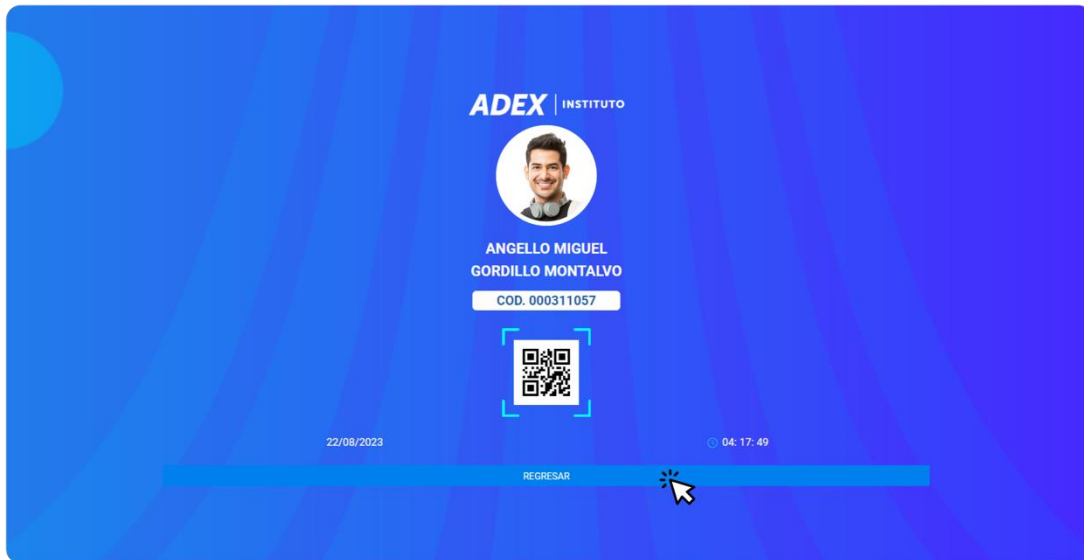 ADEX | INSTITUTO
ANGELLO MIGUEL
GORDILLO MONTALVO
COD. 000311057
22/08/2023
04: 17: 49
REGRESAR